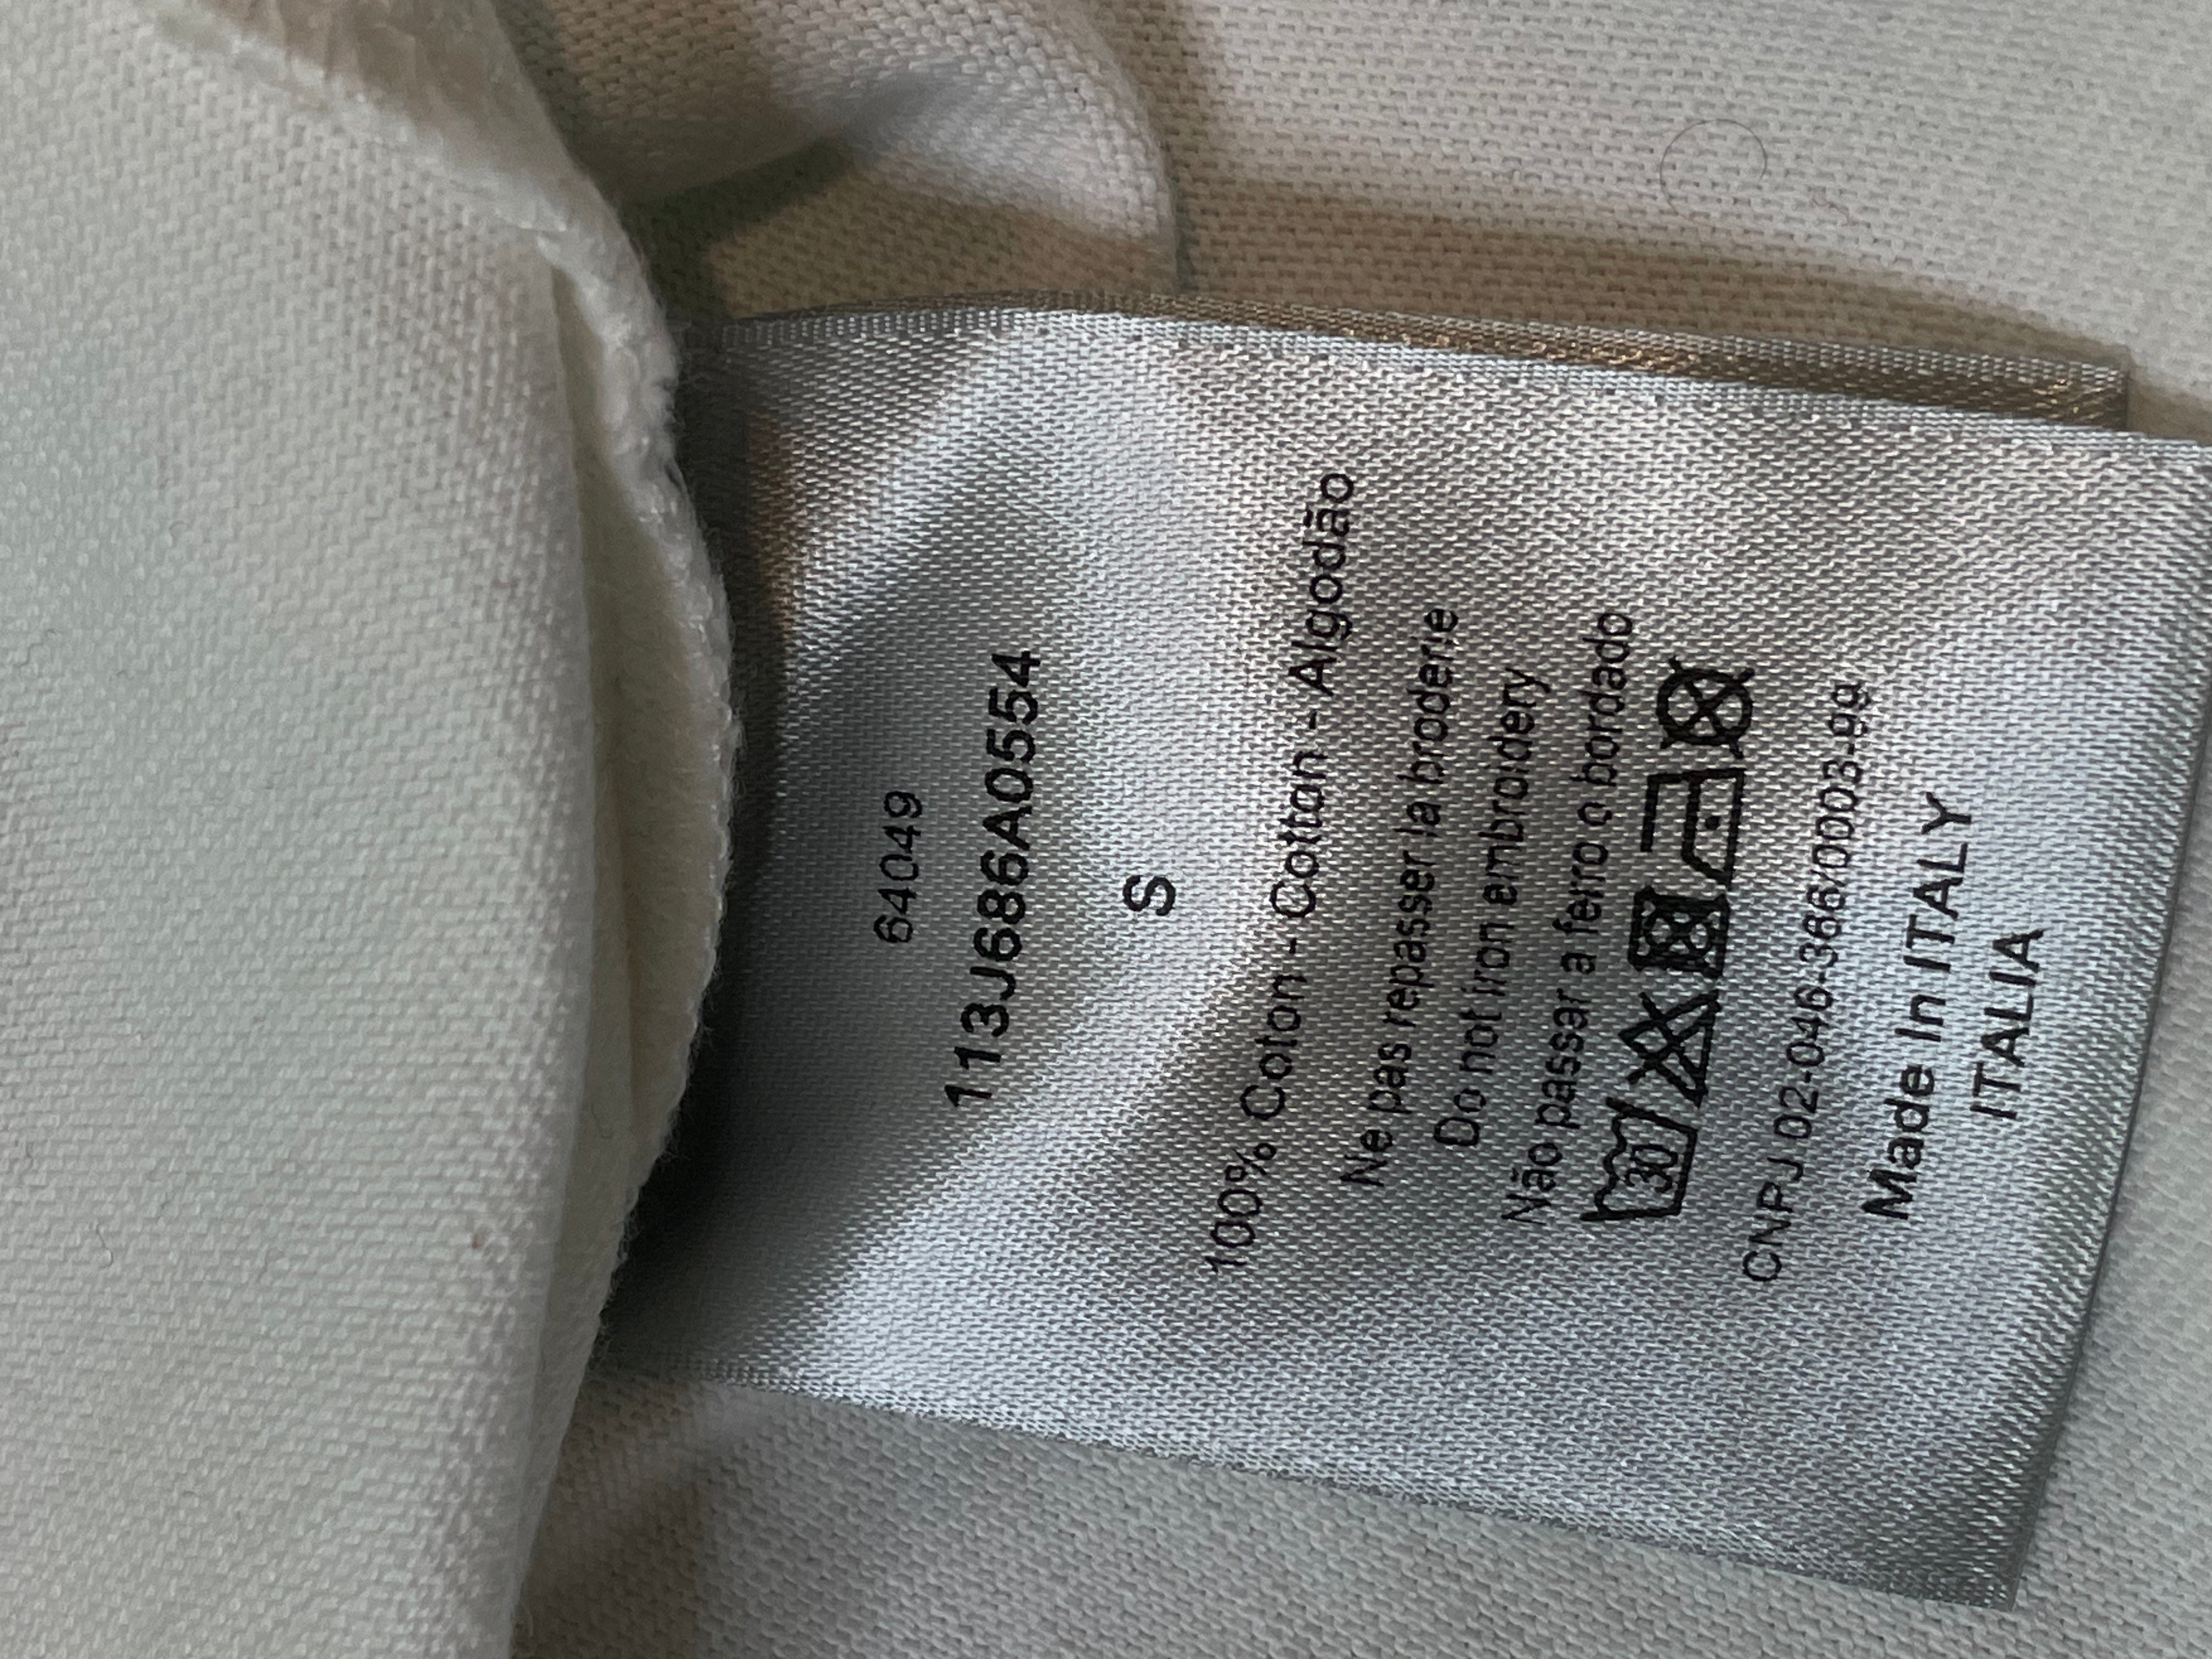 64049
113J686A0554
S
100% Coton - Cotton - Algodão
Ne pas repasser la broderie
Do not iron embroidery
Não passar a ferro o bordado
30
CNPJ 02-046-366/0003-99
Made In ITALY
ITALIA